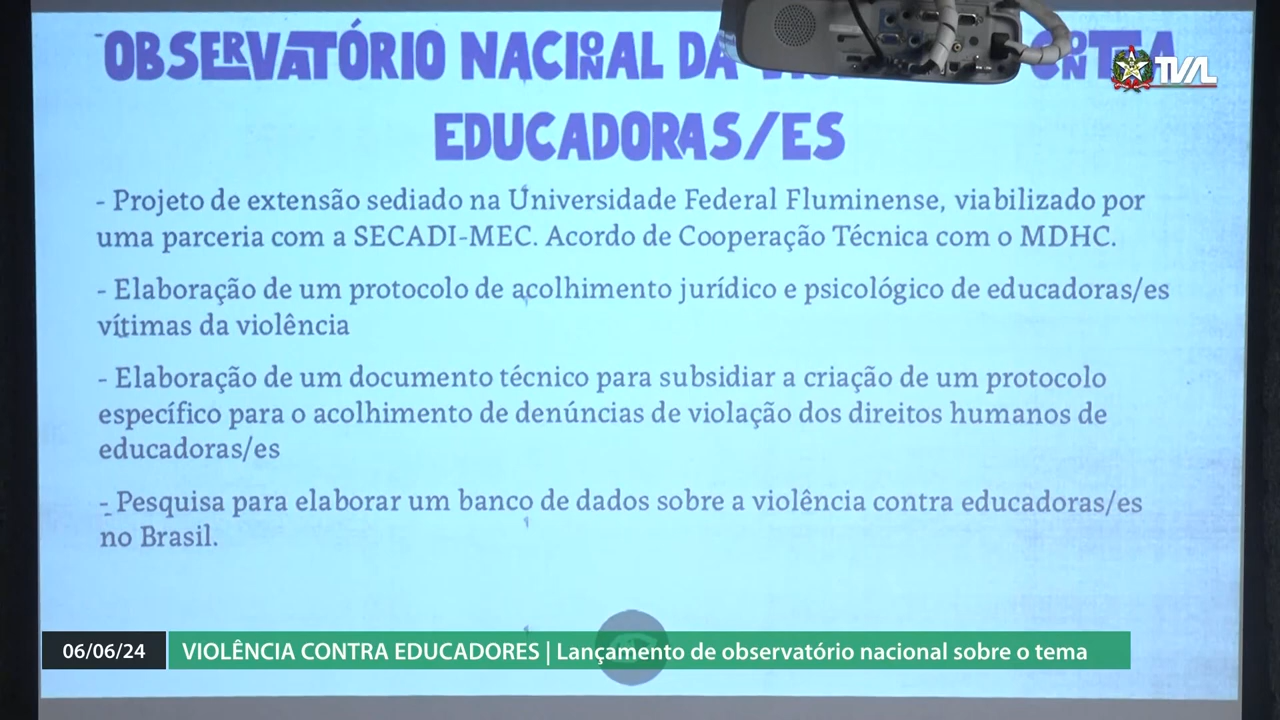 OBSERVATÓRIO NACIONAL DA CONTRA
EDUCADORAS/ES
- Projeto de extensão sediado na Universidade Federal Fluminense, viabilizado por
uma parceria com a SECADI-MEC. Acordo de Cooperação Técnica com o MDHC.
- Elaboração de um protocolo de acolhimento jurídico e psicológico de educadoras/es
vítimas da violência
- Elaboração de um documento técnico para subsidiar a criação de um protocolo
específico para o acolhimento de denúncias de violação dos direitos humanos de
educadoras/es
- Pesquisa para elaborar um banco de dados sobre a violência contra educadoras/es
no Brasil.
TVAL
06/06/24 VIOLÊNCIA CONTRA EDUCADORES | Lançamento de observatório nacional sobre o tema